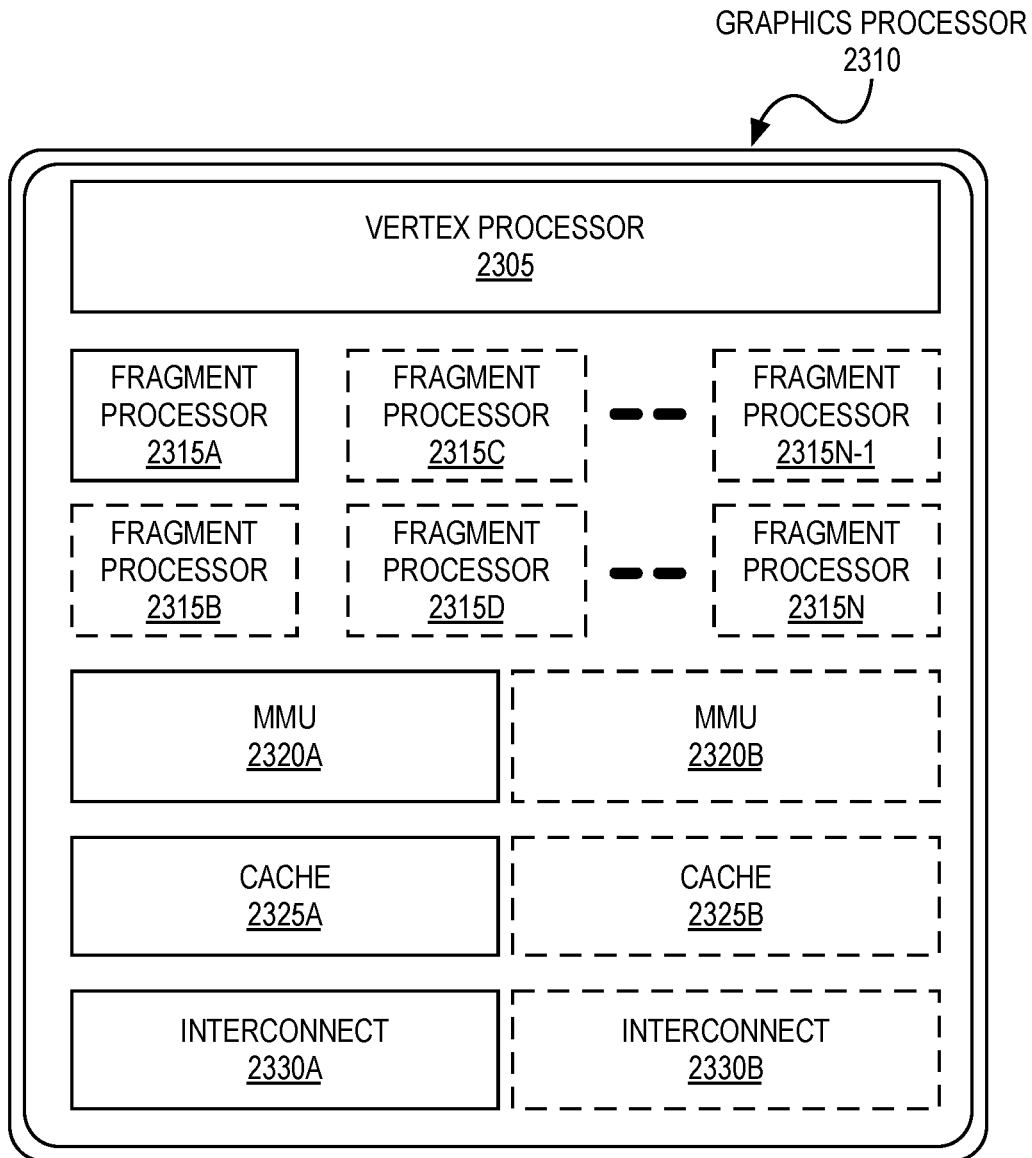 GRAPHICS PROCESSOR
2310
VERTEX PROCESSOR
2305
FRAGMENT
PROCESSOR
2315A
FRAGMENT
PROCESSOR
2315C
FRAGMENT
PROCESSOR
2315N-1
FRAGMENT
PROCESSOR
2315B
FRAGMENT
PROCESSOR
2315D
FRAGMENT
PROCESSOR
2315N
MMU
2320A
MMU
2320B
CACHE
2325A
CACHE
2325B
INTERCONNECT
2330A
INTERCONNECT
2330B